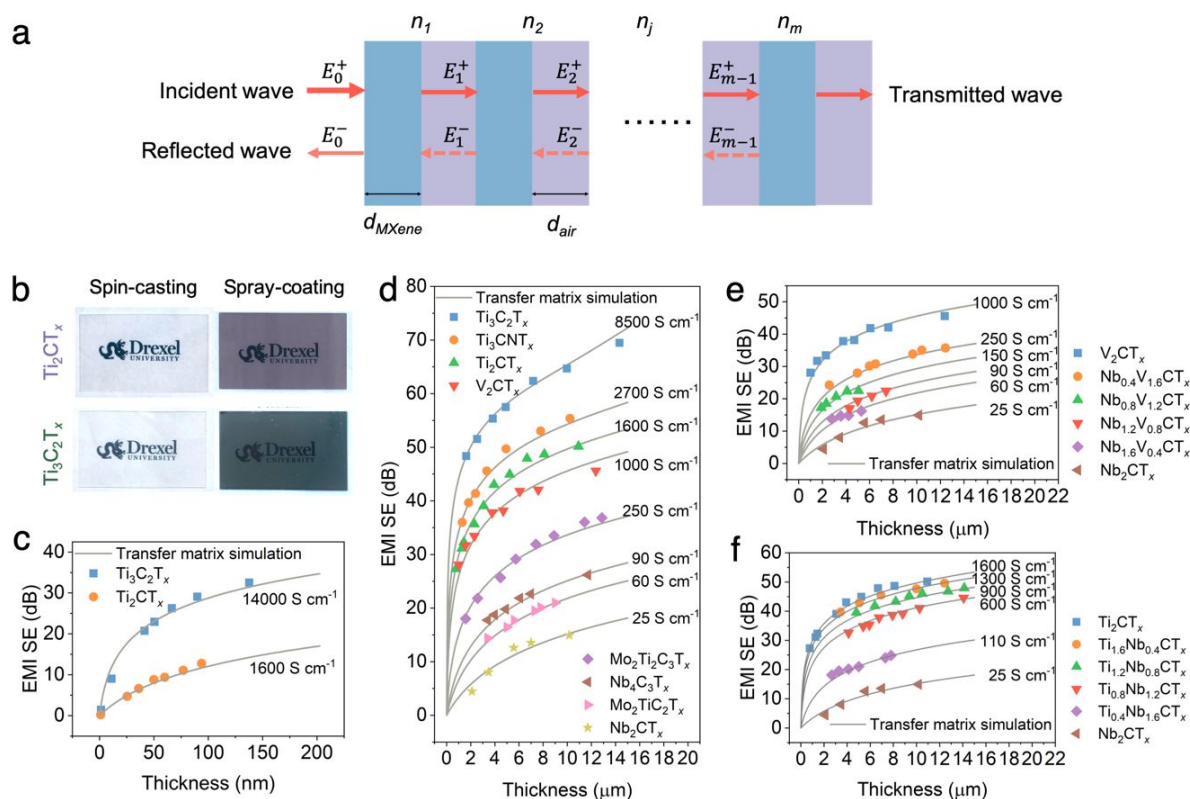 a
n₁ n₂ nⱼ nₘ
Incident wave E₀⁺ E₁⁺ E₂⁺ ...... Eₘ₋₁⁺ Transmitted wave
Reflected wave E₀⁻ E₁⁻ E₂⁻ Eₘ₋₁⁻
d_MXene d_air
b
Spin-casting Spray-coating
Ti₂CTₓ
Drexel
UNIVERSITY
Drexel
UNIVERSITY
Ti₃C₂Tₓ
Drexel
UNIVERSITY
Drexel
UNIVERSITY
c
EMI SE (dB)
40
30
20
10
0
Transfer matrix simulation
Ti₃C₂Tₓ
Ti₂CTₓ
14000 S cm⁻¹
1600 S cm⁻¹
0 50 100 150 200
Thickness (nm)
d
EMI SE (dB)
80
70
60
50
40
30
20
10
0
Transfer matrix simulation
Ti₃C₂Tₓ
Ti₃CNTₓ
Ti₂CTₓ
V₂CTₓ
8500 S cm⁻¹
2700 S cm⁻¹
1600 S cm⁻¹
1000 S cm⁻¹
250 S cm⁻¹
90 S cm⁻¹
60 S cm⁻¹
25 S cm⁻¹
Mo₂Ti₂C₃Tₓ
Nb₄C₃Tₓ
Mo₂TiC₂Tₓ
Nb₂CTₓ
0 2 4 6 8 10 12 14 16 18 20
Thickness (μm)
e
EMI SE (dB)
50
40
30
20
10
0
1000 S cm⁻¹
250 S cm⁻¹
150 S cm⁻¹
90 S cm⁻¹
60 S cm⁻¹
25 S cm⁻¹
Transfer matrix simulation
V₂CTₓ
Nb₀.₄V₁.₆CTₓ
Nb₀.₈V₁.₂CTₓ
Nb₁.₂V₀.₈CTₓ
Nb₁.₆V₀.₄CTₓ
Nb₂CTₓ
0 2 4 6 8 10 12 14 16 18 20 22
Thickness (μm)
f
EMI SE (dB)
60
50
40
30
20
10
0
1600 S cm⁻¹
1300 S cm⁻¹
900 S cm⁻¹
600 S cm⁻¹
110 S cm⁻¹
25 S cm⁻¹
Transfer matrix simulation
Ti₂CTₓ
Ti₁.₆Nb₀.₄CTₓ
Ti₁.₂Nb₀.₈CTₓ
Ti₀.₈Nb₁.₂CTₓ
Ti₀.₄Nb₁.₆CTₓ
Nb₂CTₓ
0 2 4 6 8 10 12 14 16 18 20 22
Thickness (μm)